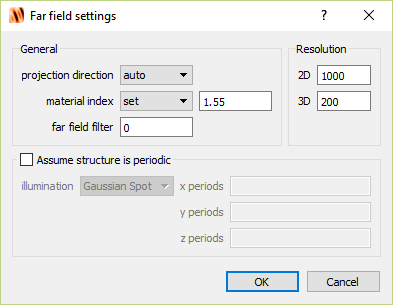 Far field settings
?
General
projection direction auto
material index set 1.55
far field filter 0
Resolution
2D 1000
3D 200
Assume structure is periodic
illumination Gaussian Spot x periods
y periods
z periods
OK Cancel